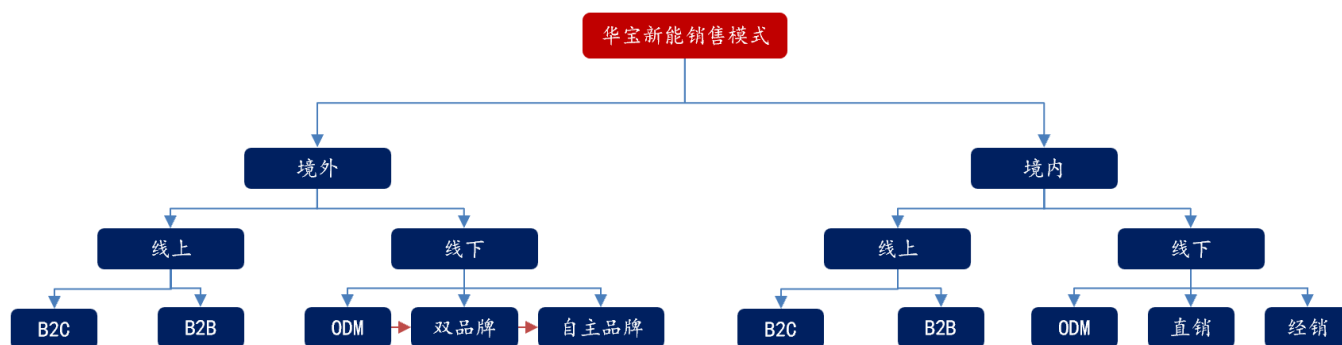 华宝新能销售模式
境外
境内
线上
线下
线上
线下
B2C
B2B
ODM
双品牌
自主品牌
B2C
B2B
ODM
直销
经销